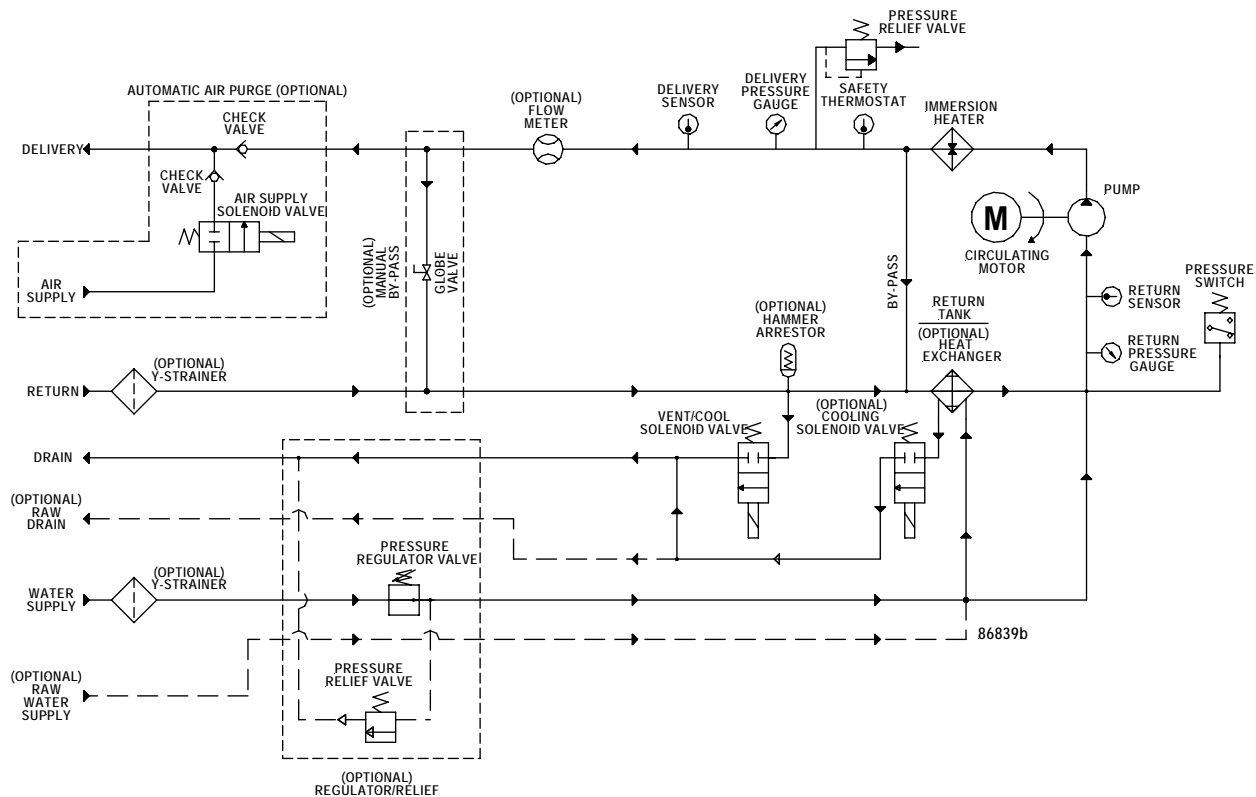 PRESSURE
RELIEF VALVE
AUTOMATIC AIR PURGE (OPTIONAL)
CHECK
VALVE
(OPTIONAL)
FLOW
METER
DELIVERY
SENSOR
DELIVERY
PRESSURE
GAUGE
SAFETY
THERMOSTAT
IMMERSION
HEATER
DELIVERY
CHECK
VALVE
AIR SUPPLY
SOLENOID VALVE
AIR
SUPPLY
(OPTIONAL)
MANUAL
BY-PASS
GLOBE
VALVE
BY-PASS
PUMP
M
CIRCULATING
MOTOR
PRESSURE
SWITCH
RETURN
SENSOR
RETURN
PRESSURE
GAUGE
(OPTIONAL)
HAMMER
ARRESTOR
RETURN
TANK
(OPTIONAL)
HEAT
EXCHANGER
RETURN
(OPTIONAL)
Y-STRAINER
VENT/COOL
SOLENOID VALVE
(OPTIONAL)
COOLING
SOLENOID VALVE
DRAIN
(OPTIONAL)
RAW
DRAIN
PRESSURE
REGULATOR VALVE
WATER
SUPPLY
(OPTIONAL)
Y-STRAINER
86839b
PRESSURE
RELIEF VALVE
(OPTIONAL)
RAW
WATER
SUPPLY
(OPTIONAL)
REGULATOR/RELIEF